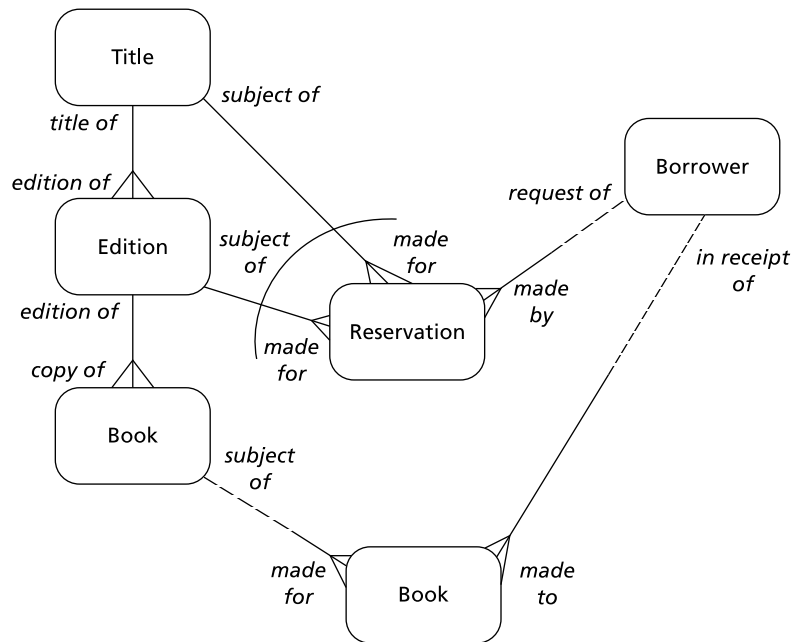 Title
subject of
title of
Borrower
edition of
request of
Edition
subject
of
made
for
in receipt
of
edition of
made
by
Reservation
made
for
copy of
Book
subject
of
made
for
Book
made
to